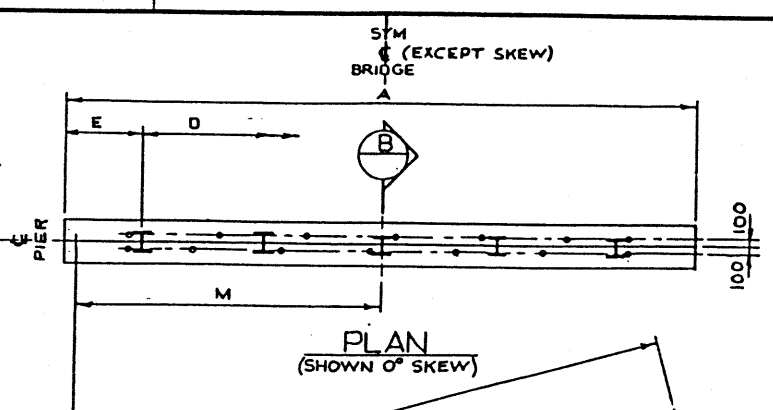 SYM
℄ (EXCEPT SKEW)
BRIDGE
A
E
D
B
℄ PIER
100
100
M
PLAN
(SHOWN 0° SKEW)